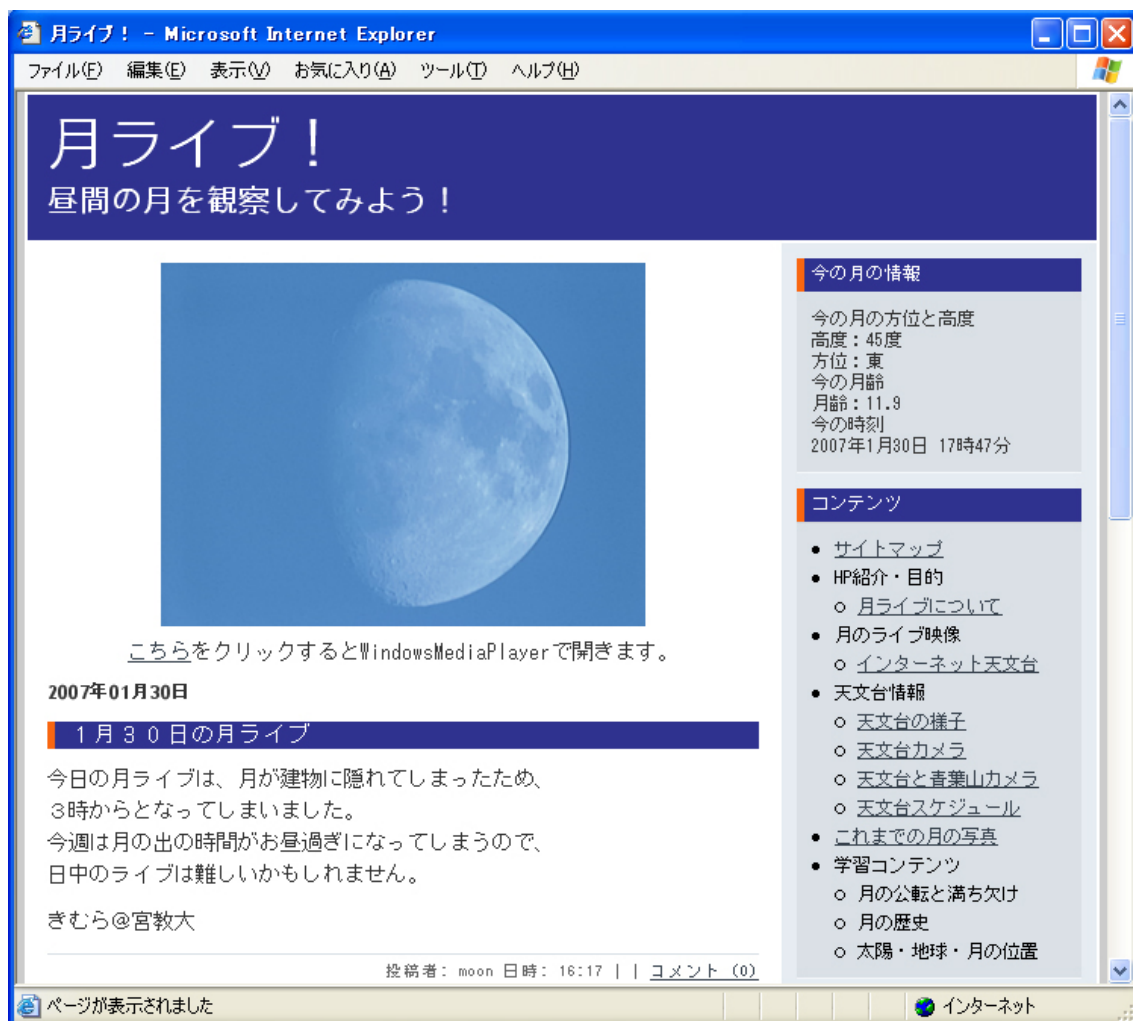 月ライブ！ - Microsoft Internet Explorer
ファイル(F) 編集(E) 表示(V) お気に入り(A) ツール(T) ヘルプ(H)
月ライブ！
昼間の月を観察してみよう！
こちらをクリックするとWindowsMediaPlayerで開きます。
2007年01月30日
１月３０日の月ライブ
今日の月ライブは、月が建物に隠れてしまったため、
３時からとなってしまいました。
今週は月の出の時間がお昼過ぎになってしまうので、
日中のライブは難しいかもしれません。
きむら@宮教大
投稿者: moon 日時: 16:17 | | コメント (0)
今の月の情報
今の月の方位と高度
高度：45度
方位：東
今の月齢
月齢：11.9
今の時刻
2007年1月30日 17時47分
コンテンツ
サイトマップ
HP紹介・目的
月ライブについて
月のライブ映像
インターネット天文台
天文台情報
天文台の様子
天文台カメラ
天文台と青葉山カメラ
天文台スケジュール
これまでの月の写真
学習コンテンツ
月の公転と満ち欠け
月の歴史
太陽・地球・月の位置
ページが表示されました
インターネット